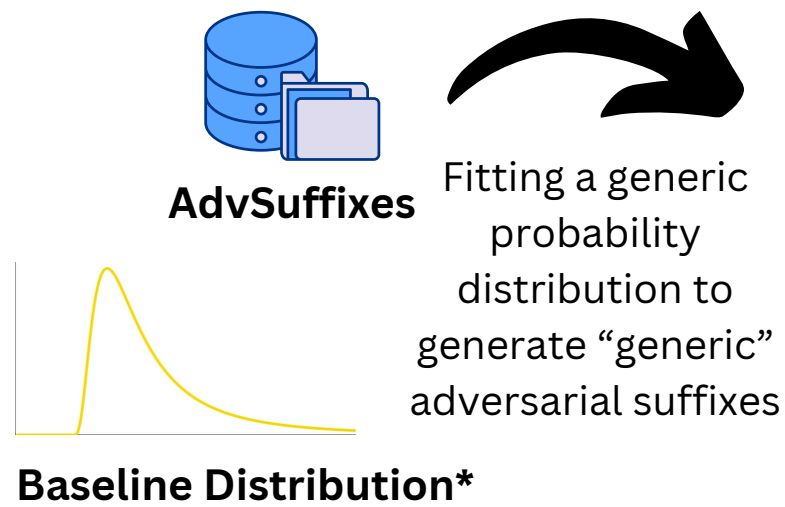 AdvSuffixes
Fitting a generic
probability
distribution to
generate “generic”
adversarial suffixes
Baseline Distribution*